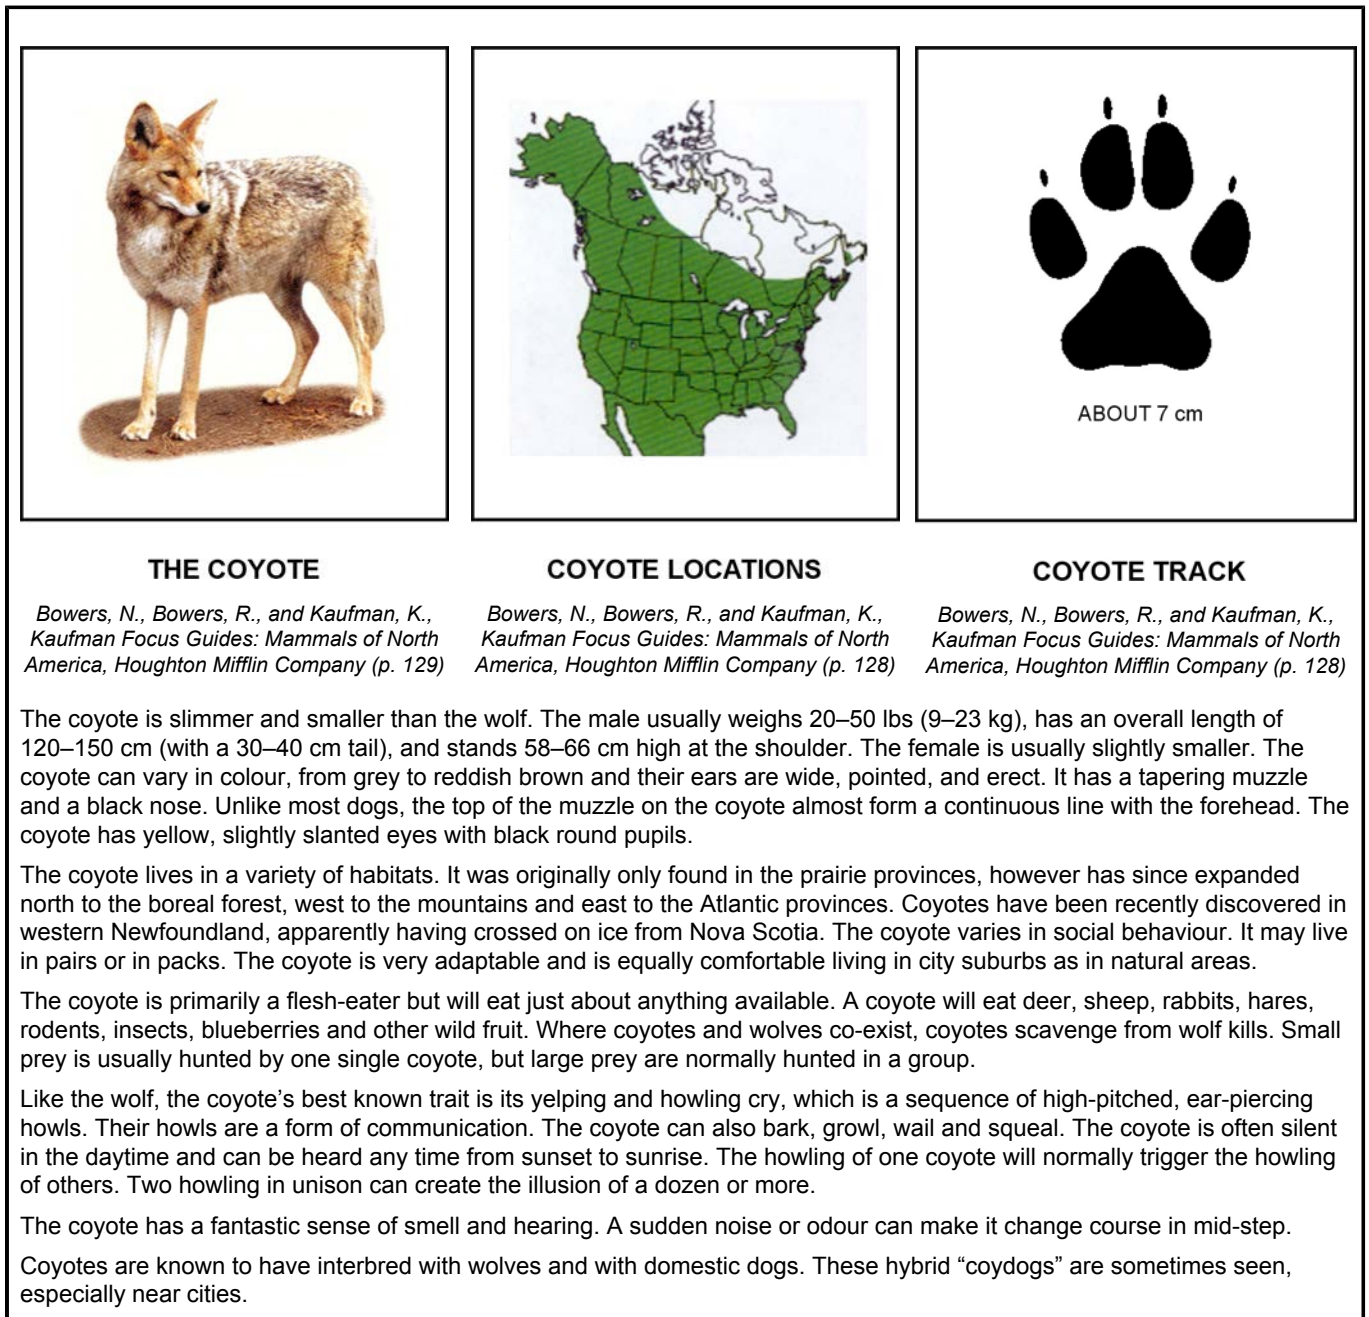 ABOUT 7 cm
THE COYOTE
Bowers, N., Bowers, R., and Kaufman, K.,
Kaufman Focus Guides: Mammals of North
America, Houghton Mifflin Company (p. 129)
COYOTE LOCATIONS
Bowers, N., Bowers, R., and Kaufman, K.,
Kaufman Focus Guides: Mammals of North
America, Houghton Mifflin Company (p. 128)
COYOTE TRACK
Bowers, N., Bowers, R., and Kaufman, K.,
Kaufman Focus Guides: Mammals of North
America, Houghton Mifflin Company (p. 128)
The coyote is slimmer and smaller than the wolf. The male usually weighs 20–50 lbs (9–23 kg), has an overall length of
120–150 cm (with a 30–40 cm tail), and stands 58–66 cm high at the shoulder. The female is usually slightly smaller. The
coyote can vary in colour, from grey to reddish brown and their ears are wide, pointed, and erect. It has a tapering muzzle
and a black nose. Unlike most dogs, the top of the muzzle on the coyote almost form a continuous line with the forehead. The
coyote has yellow, slightly slanted eyes with black round pupils.
The coyote lives in a variety of habitats. It was originally only found in the prairie provinces, however has since expanded
north to the boreal forest, west to the mountains and east to the Atlantic provinces. Coyotes have been recently discovered in
western Newfoundland, apparently having crossed on ice from Nova Scotia. The coyote varies in social behaviour. It may live
in pairs or in packs. The coyote is very adaptable and is equally comfortable living in city suburbs as in natural areas.
The coyote is primarily a flesh-eater but will eat just about anything available. A coyote will eat deer, sheep, rabbits, hares,
rodents, insects, blueberries and other wild fruit. Where coyotes and wolves co-exist, coyotes scavenge from wolf kills. Small
prey is usually hunted by one single coyote, but large prey are normally hunted in a group.
Like the wolf, the coyote’s best known trait is its yelping and howling cry, which is a sequence of high-pitched, ear-piercing
howls. Their howls are a form of communication. The coyote can also bark, growl, wail and squeal. The coyote is often silent
in the daytime and can be heard any time from sunset to sunrise. The howling of one coyote will normally trigger the howling
of others. Two howling in unison can create the illusion of a dozen or more.
The coyote has a fantastic sense of smell and hearing. A sudden noise or odour can make it change course in mid-step.
Coyotes are known to have interbred with wolves and with domestic dogs. These hybrid “coydogs” are sometimes seen,
especially near cities.